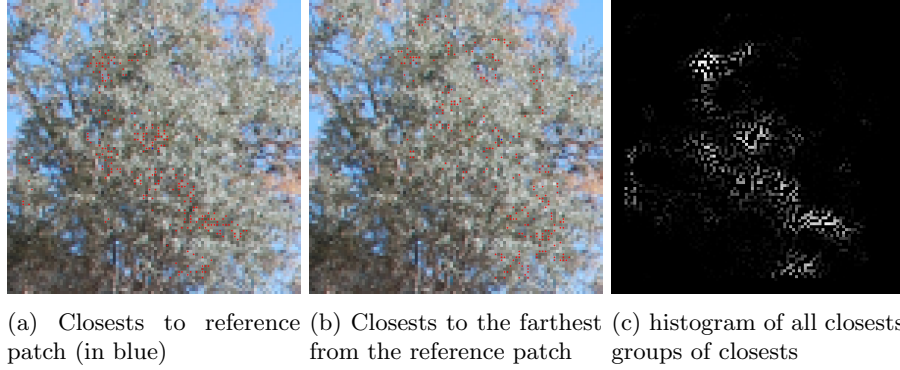 (a) Closests to reference
patch (in blue)
(b) Closests to the farthest
from the reference patch
(c) histogram of all closests
groups of closests